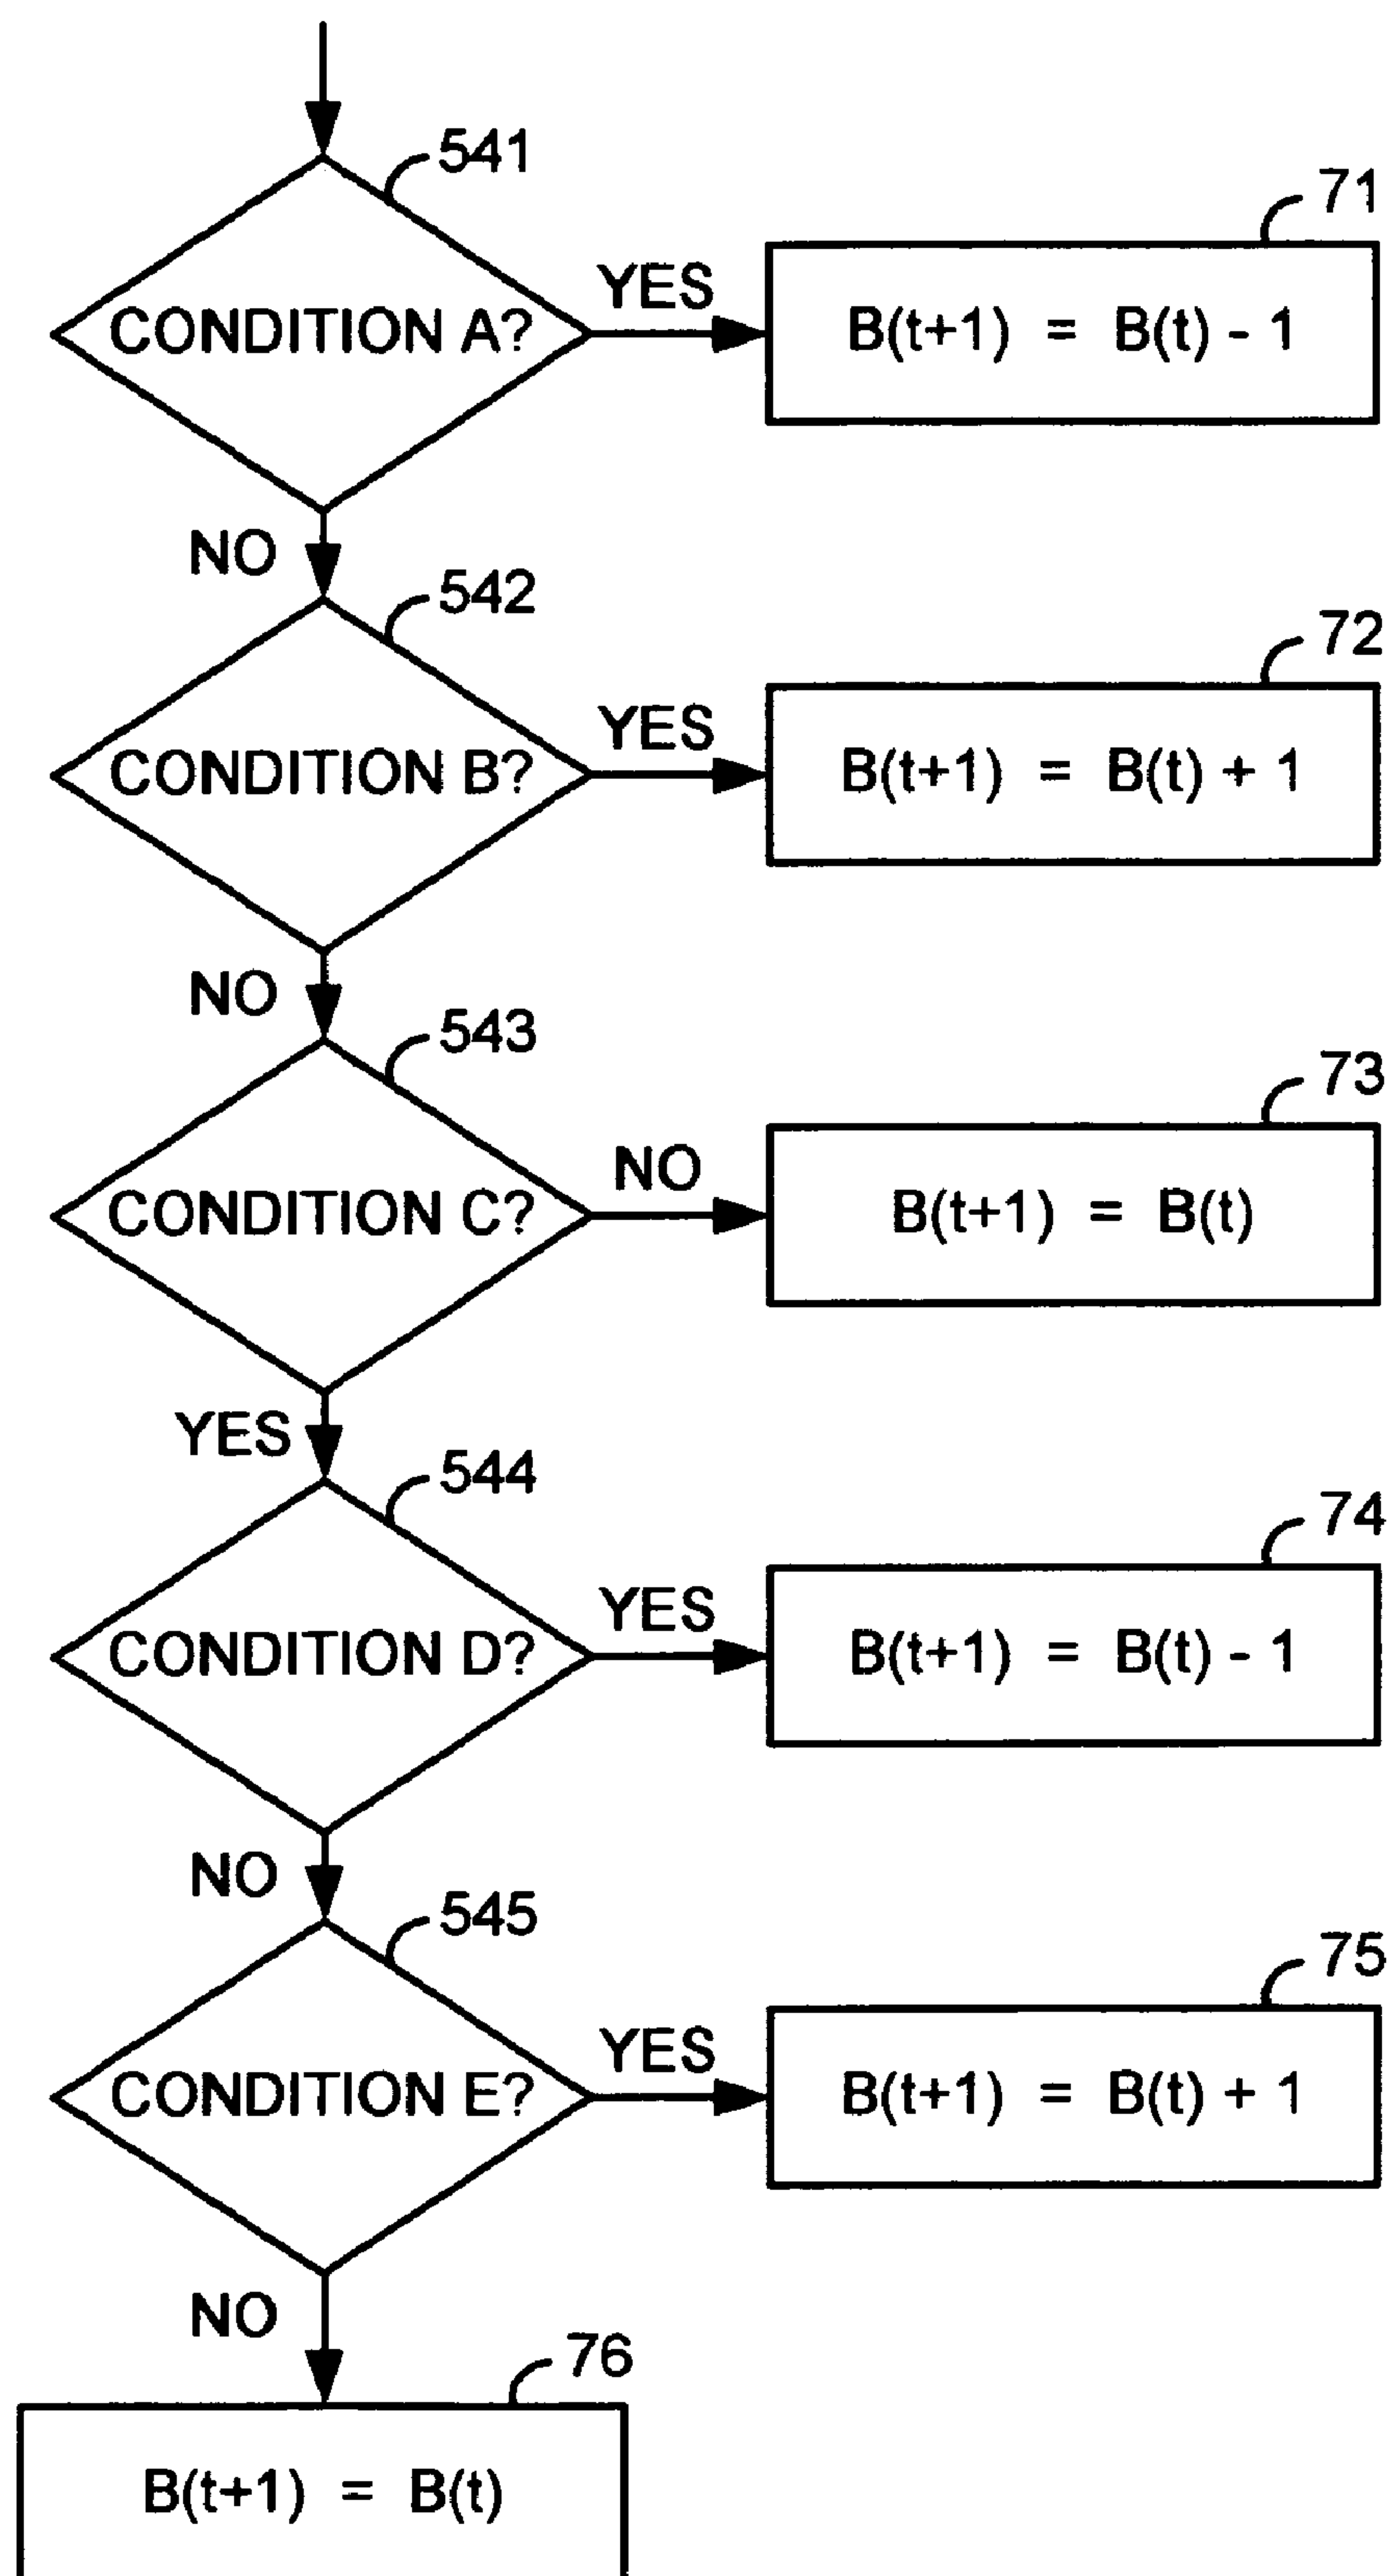 541
71
CONDITION A?
YES
B(t+1) = B(t) - 1
NO
542
72
CONDITION B?
YES
B(t+1) = B(t) + 1
NO
543
73
CONDITION C?
NO
B(t+1) = B(t)
YES
544
74
CONDITION D?
YES
B(t+1) = B(t) - 1
NO
545
75
CONDITION E?
YES
B(t+1) = B(t) + 1
NO
76
B(t+1) = B(t)